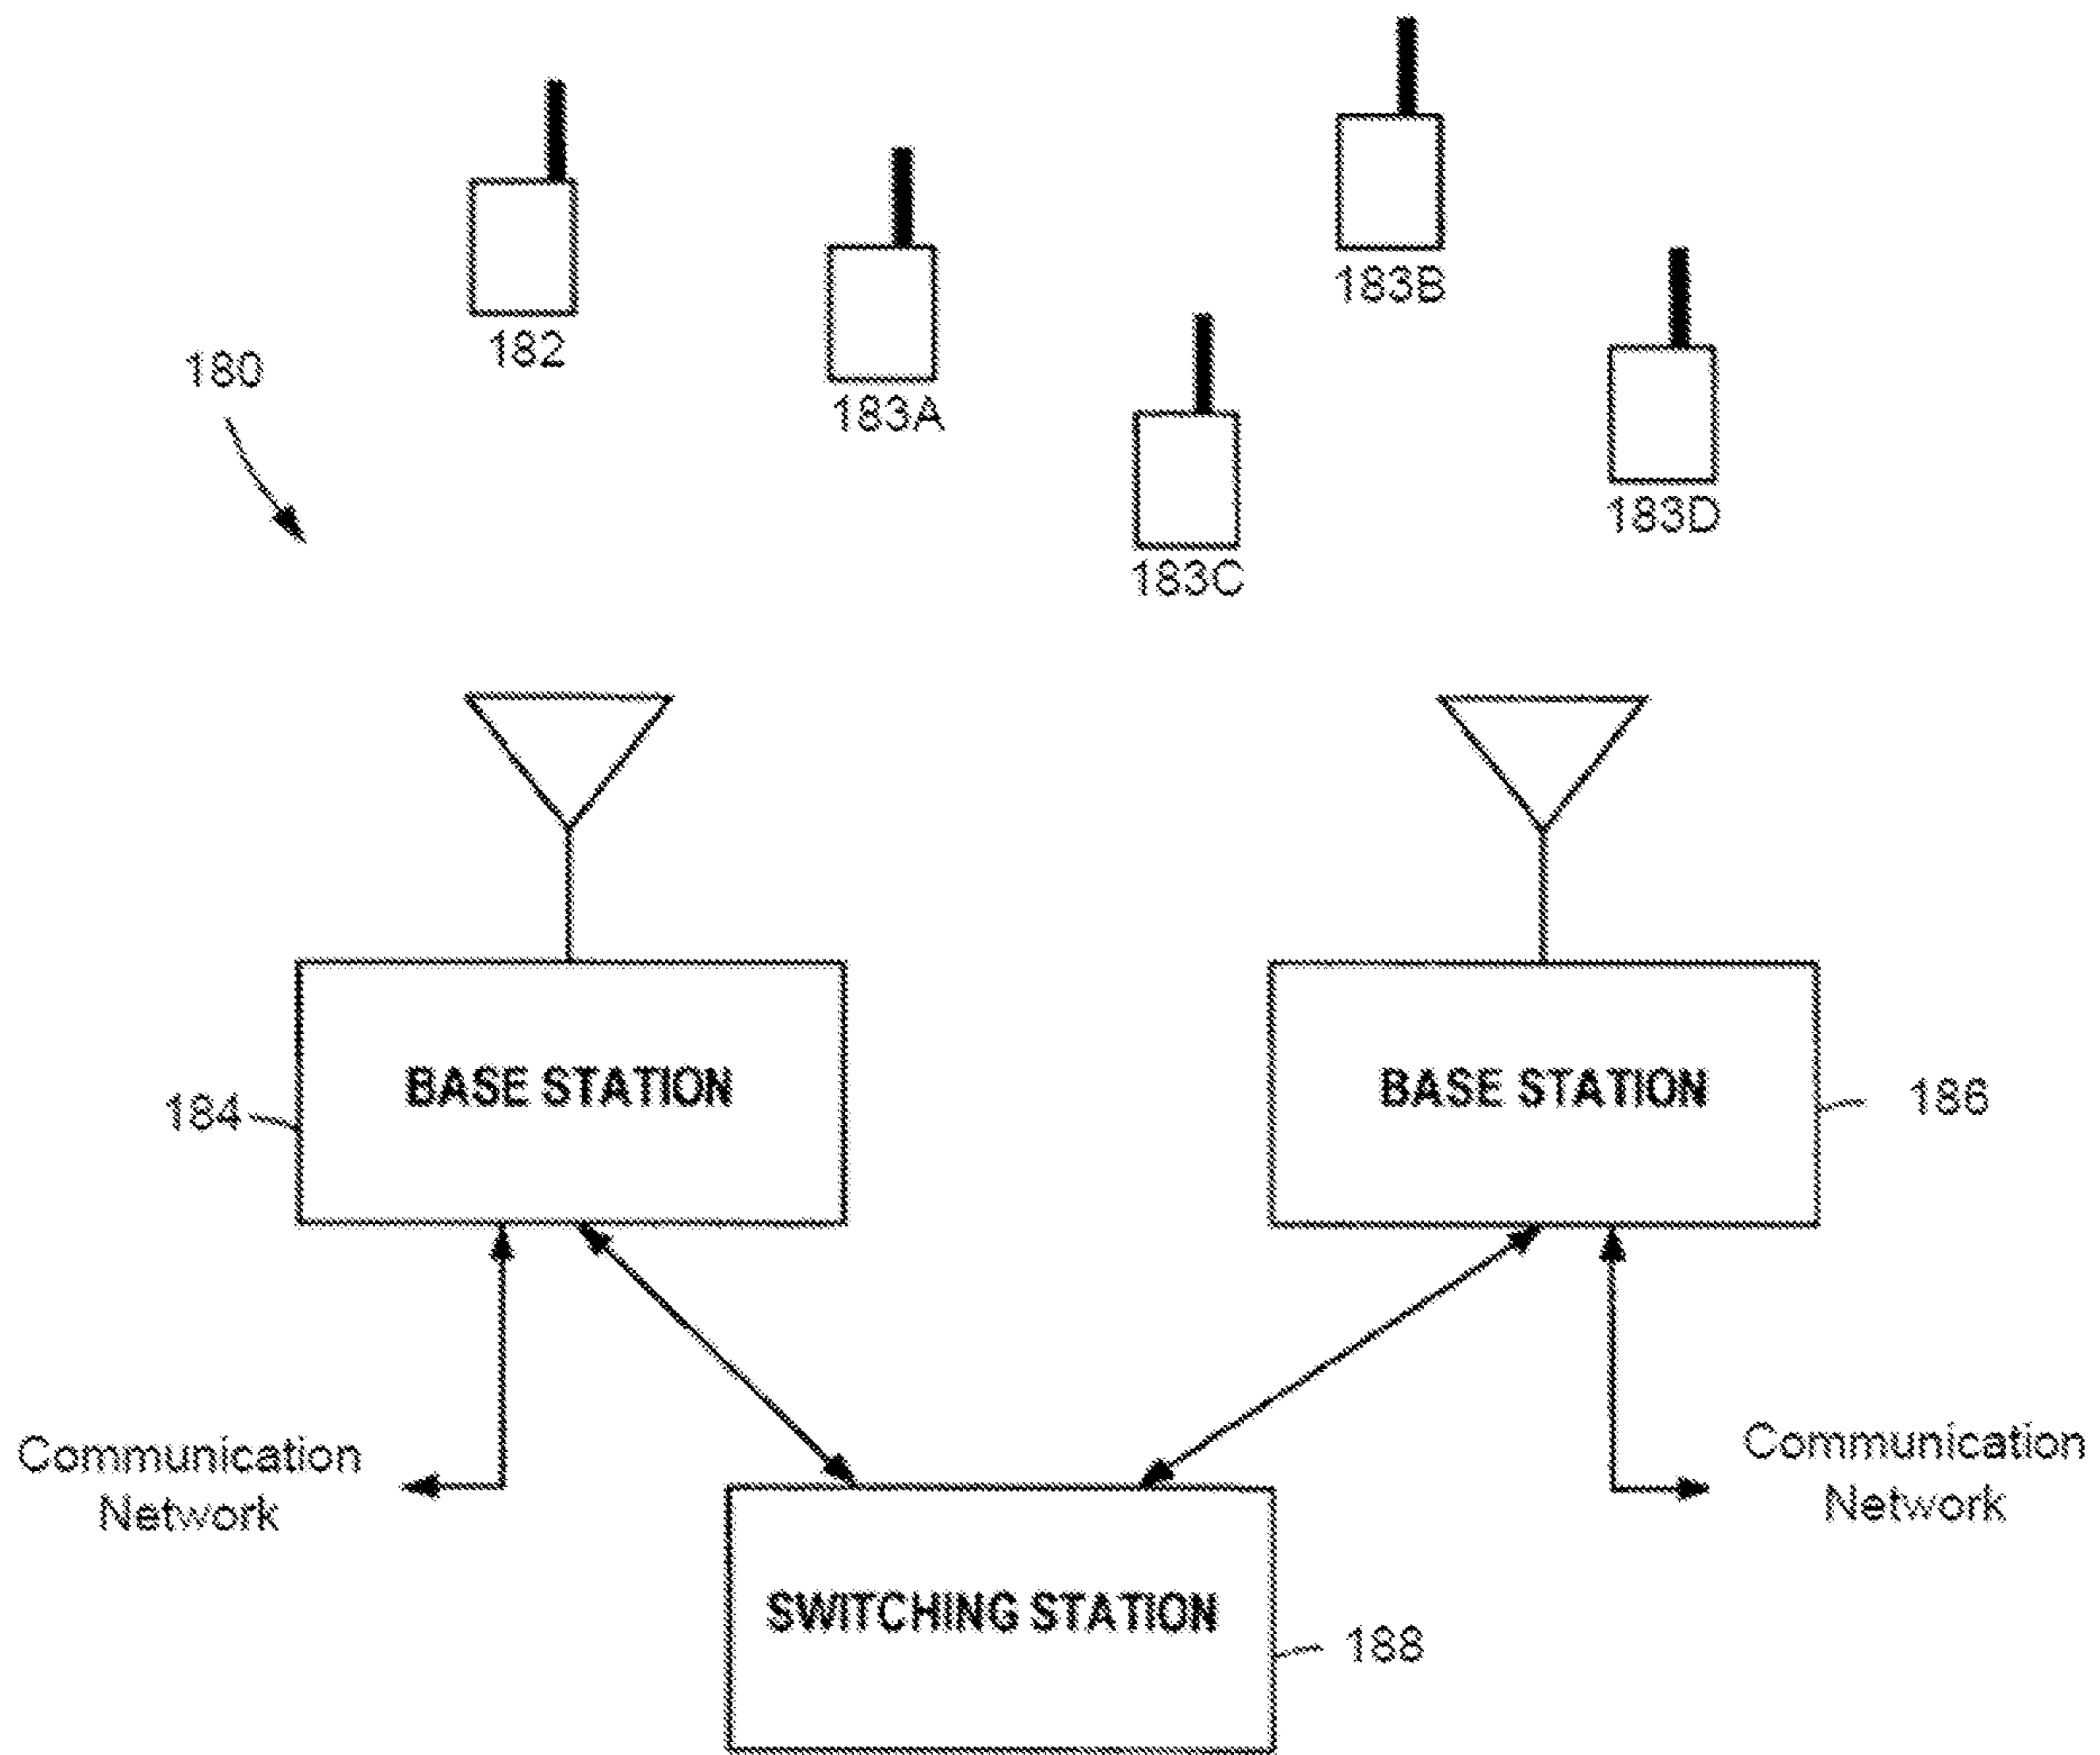 183B
182
180
183A
183D
183C
BASE STATION
BASE STATION
184
186
Communication
Network
Communication
Network
SWITCHING STATION
188